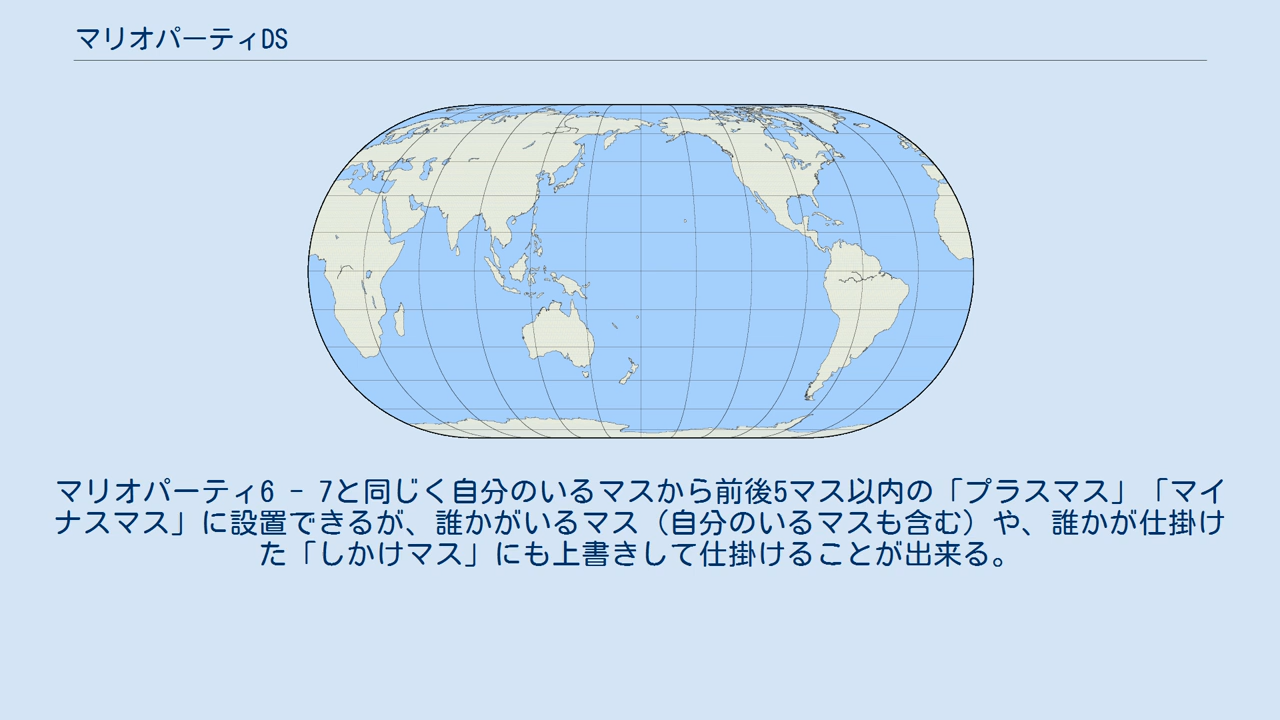 マリオパーティDS
マリオパーティ6 - 7と同じく自分のいるマスから前後5マス以内の「プラスマス」「マイ
ナスマス」に設置できるが、誰かがいるマス（自分のいるマスも含む）や、誰かが仕掛け
た「しかけマス」にも上書きして仕掛けることが出来る。